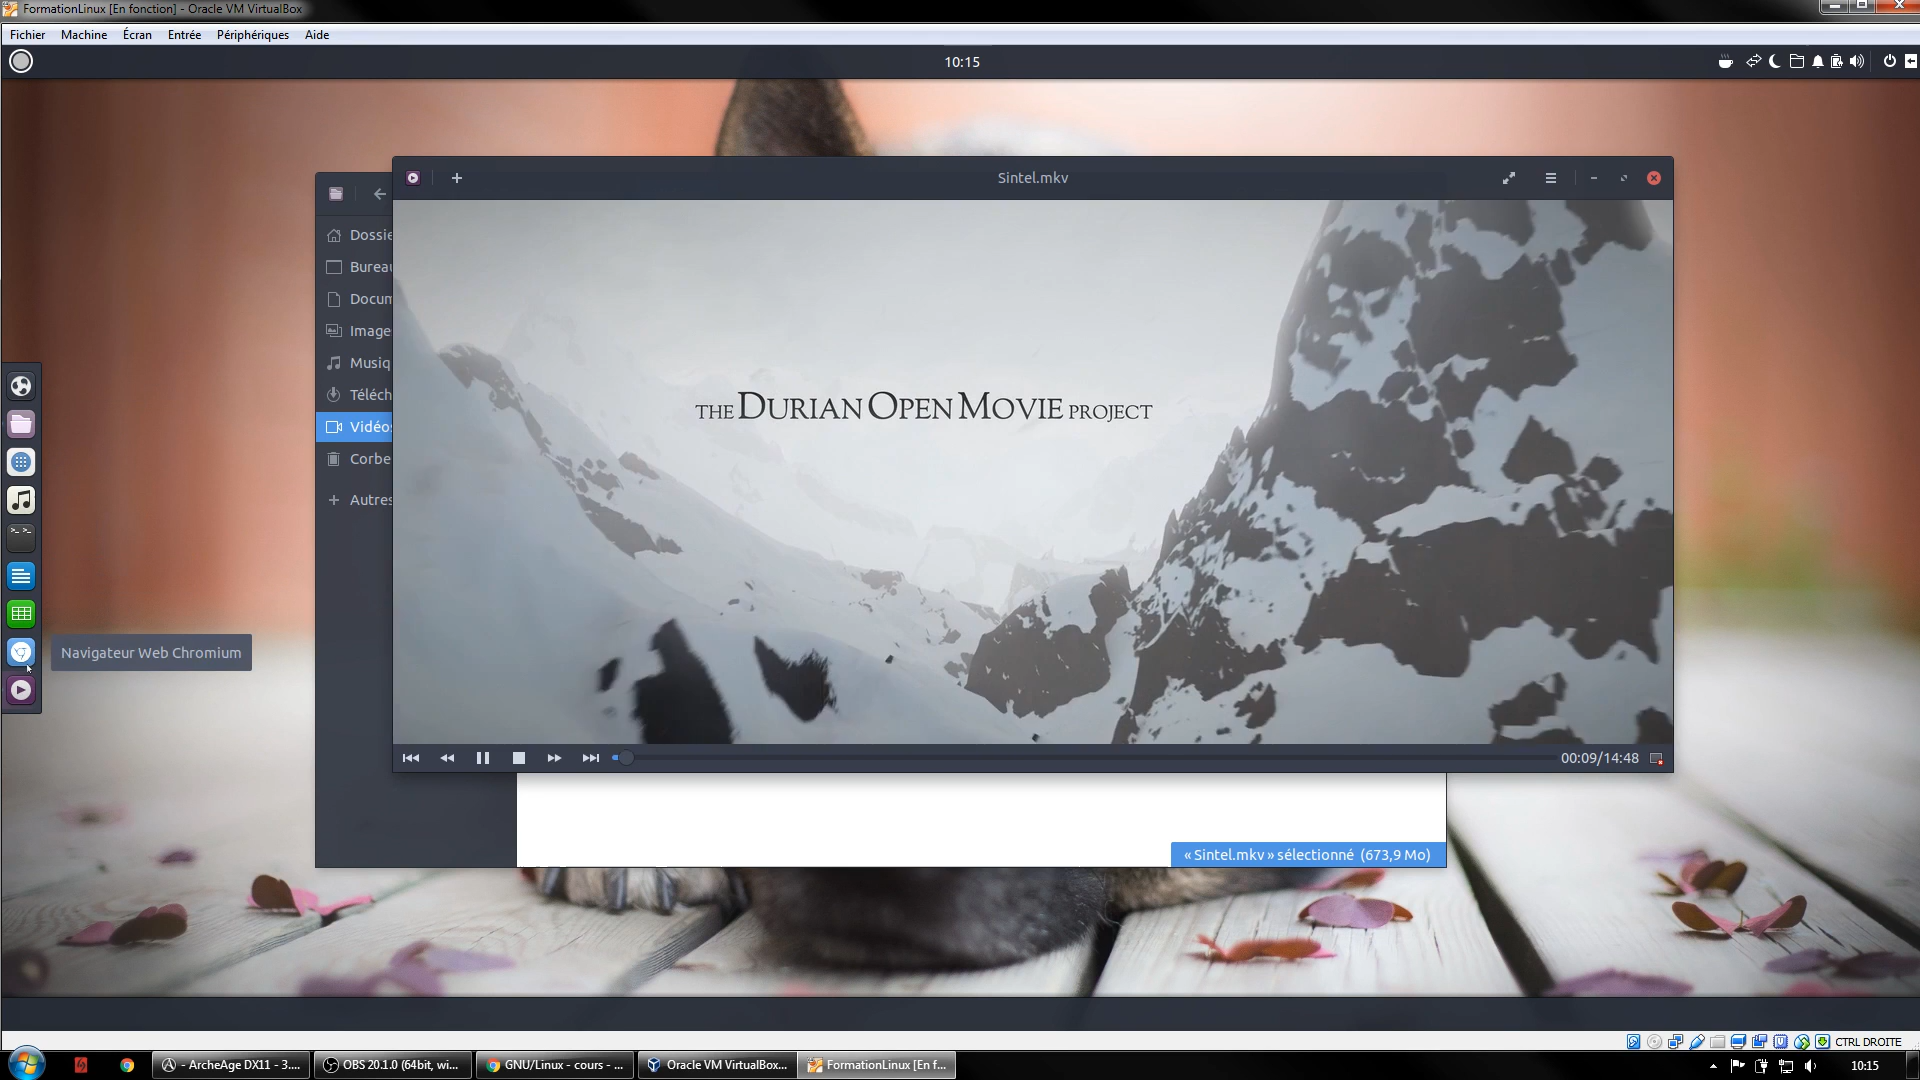 FormationLinux [En fonction] - Oracle VM VirtualBox
Fichier Machine Écran Entrée Périphériques Aide
10:15
Sintel.mkv
Dossie
Bureau
Docum
Image
Musiq
Téléch
Vidéos
Corbe
Autres
THE DURIAN OPEN MOVIE PROJECT
Navigateur Web Chromium
00:09/14:48
« Sintel.mkv » sélectionné (673,9 Mo)
CTRL DROITE
- ArcheAge DX11 - 3....
OBS 20.1.0 (64bit, wi...
GNU/Linux - cours - ...
Oracle VM VirtualBox...
FormationLinux [En f...
10:15